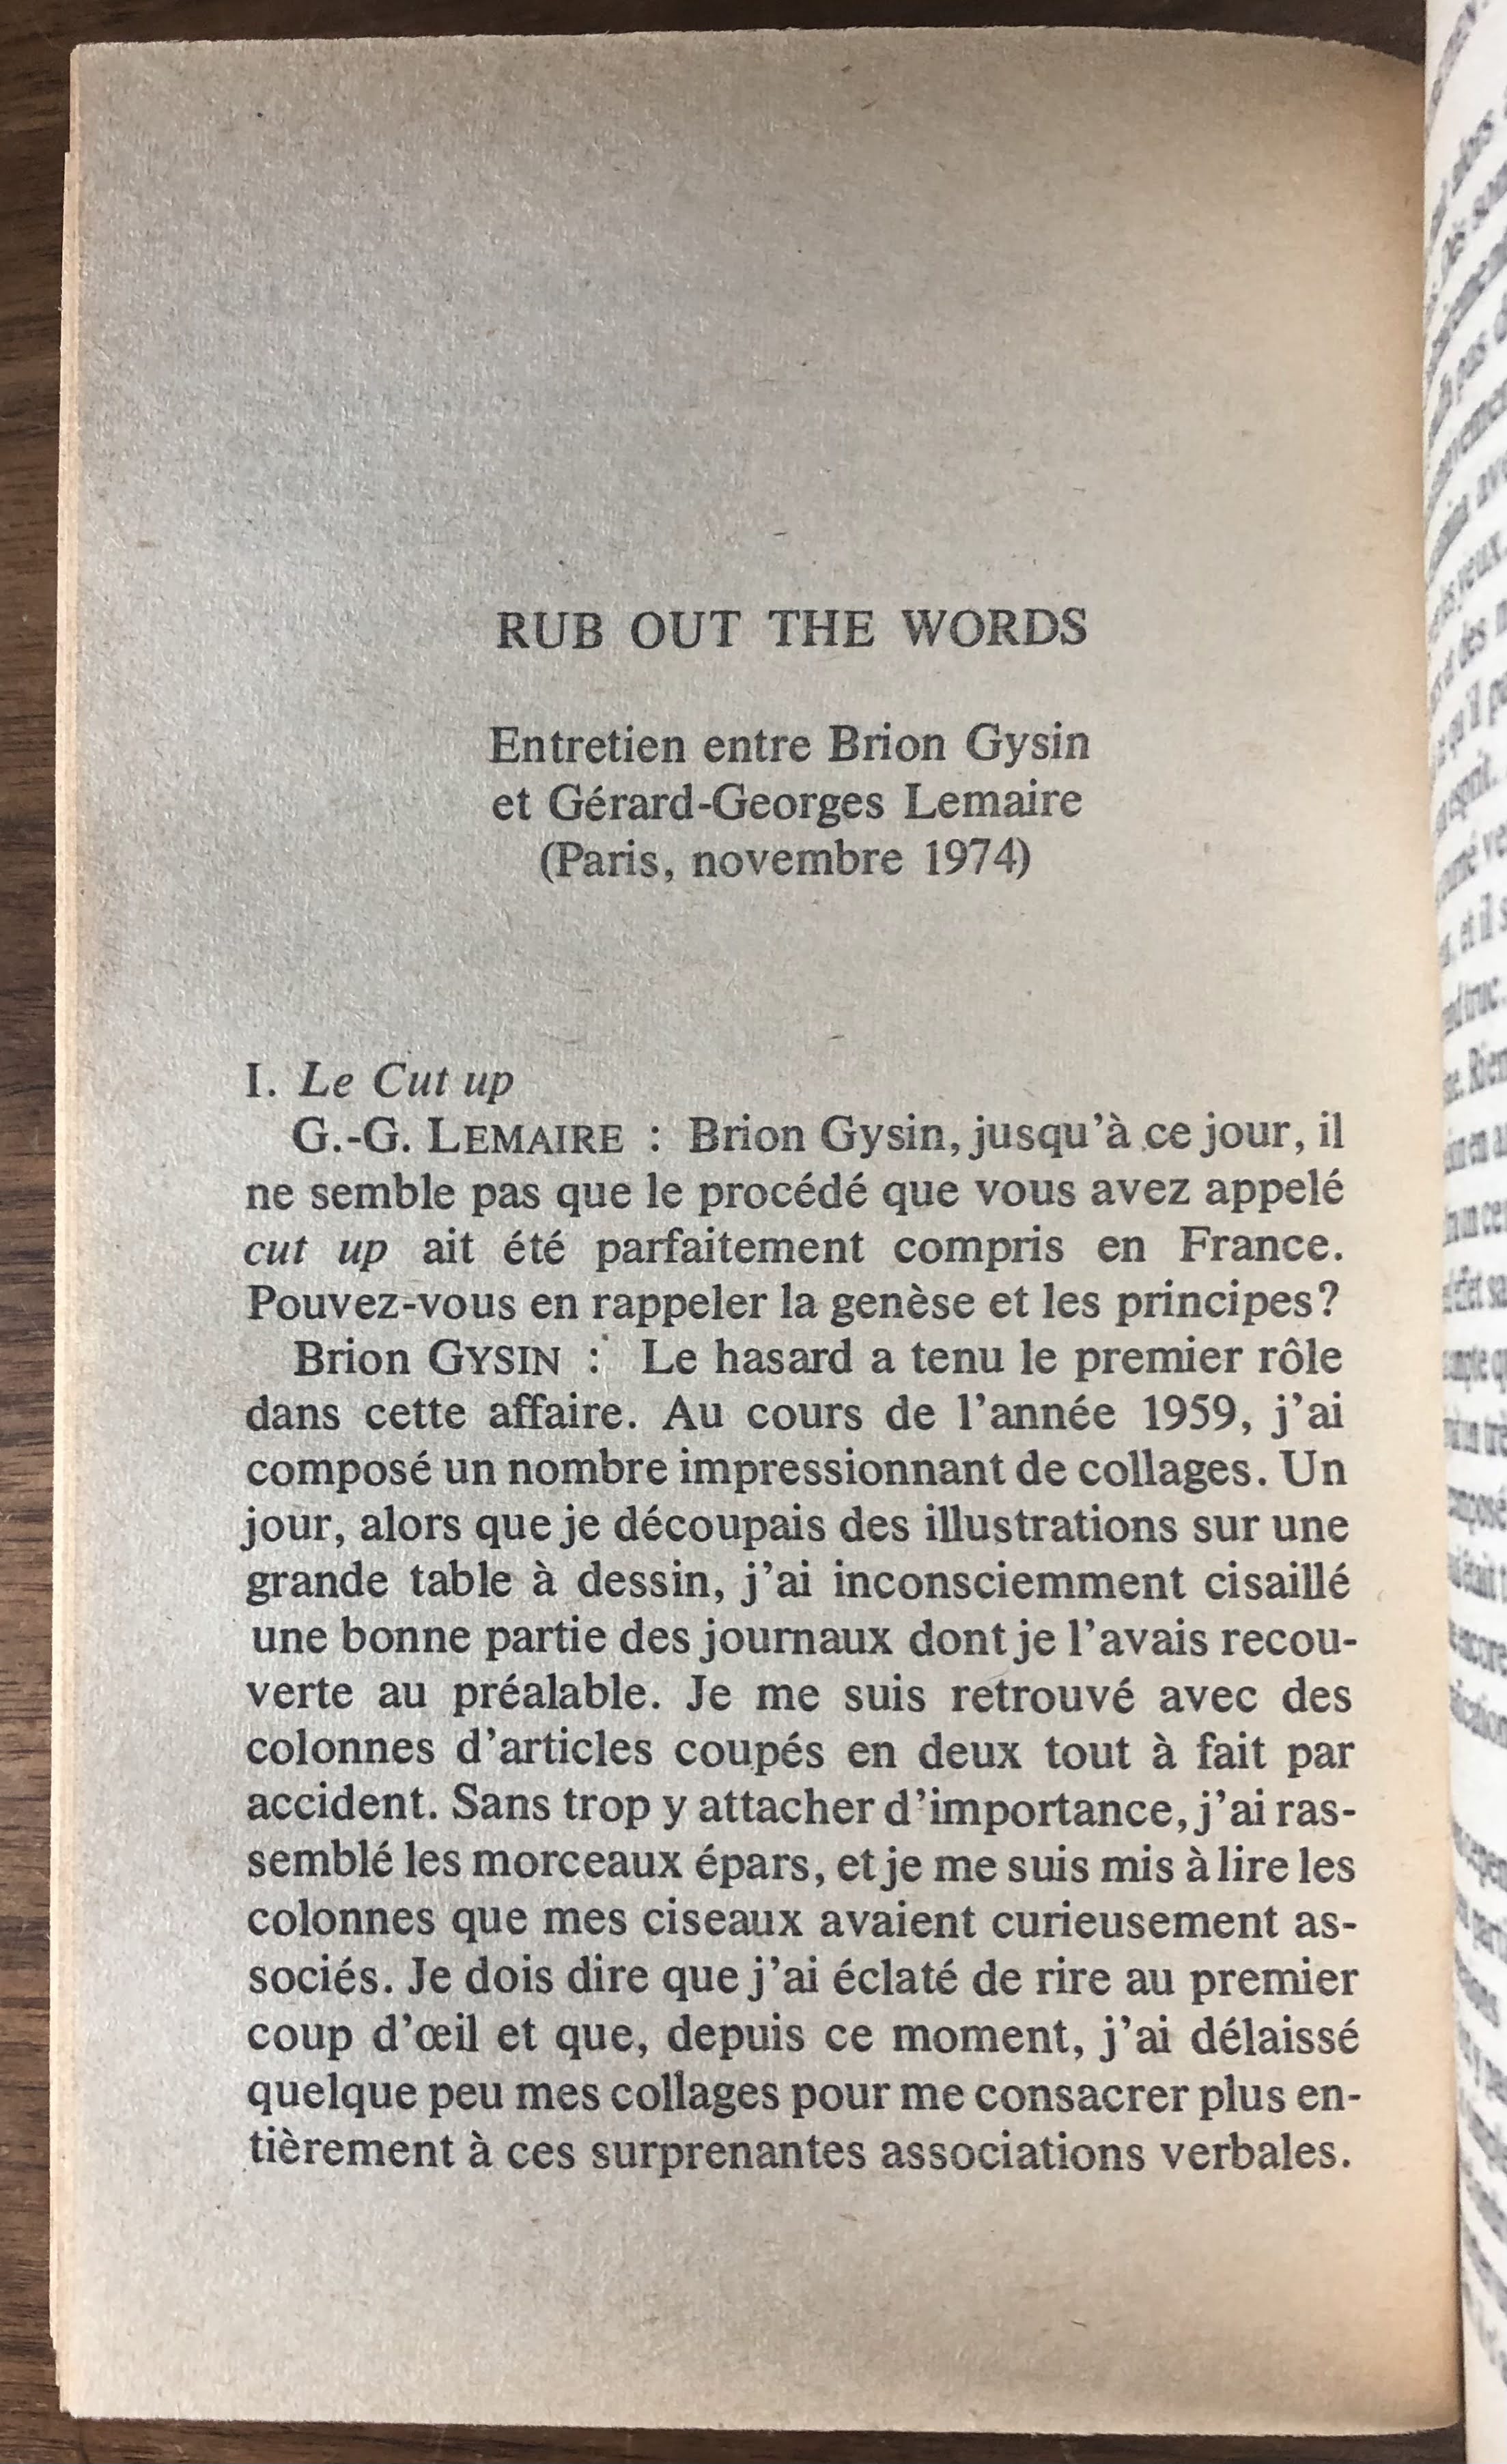 RUB OUT THE WORDS
Entretien entre Brion Gysin
et Gérard-Georges Lemaire
(Paris, novembre 1974)
I. Le Cut up
G.-G. LEMAIRE : Brion Gysin, jusqu'à ce jour, il
ne semble pas que le procédé que vous avez appelé
cut up ait été parfaitement compris en France.
Pouvez-vous en rappeler la genèse et les principes?
Brion GYSIN : Le hasard a tenu le premier rôle
dans cette affaire. Au cours de l'année 1959, j'ai
composé un nombre impressionnant de collages. Un
jour, alors que je découpais des illustrations sur une
grande table à dessin, j'ai inconsciemment cisaillé
une bonne partie des journaux dont je l'avais recou-
verte au préalable. Je me suis retrouvé avec des
colonnes d'articles coupés en deux tout à fait par
accident. Sans trop y attacher d'importance, j'ai ras-
semblé les morceaux épars, et je me suis mis à lire les
colonnes que mes ciseaux avaient curieusement as-
sociés. Je dois dire que j'ai éclaté de rire au premier
coup d'œil et que, depuis ce moment, j'ai délaissé
quelque peu mes collages pour me consacrer plus en-
tièrement à ces surprenantes associations verbales.